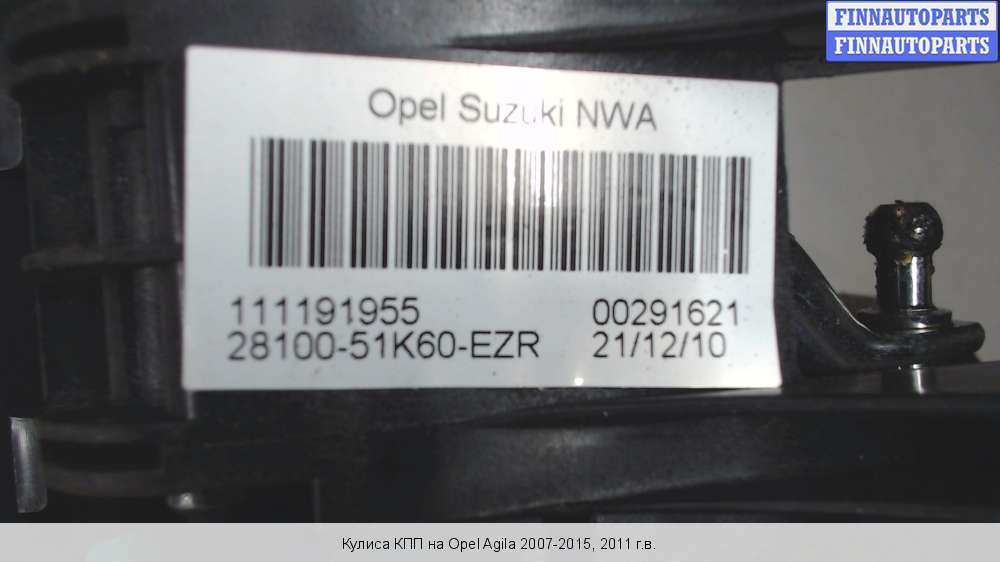 FINNAUTOPARTS
FINNAUTOPARTS
Opel Suzuki NWA
111191955 00291621
28100-51K60-EZR 21/12/10
Кулиса КПП на Opel Agila 2007-2015, 2011 г.в.